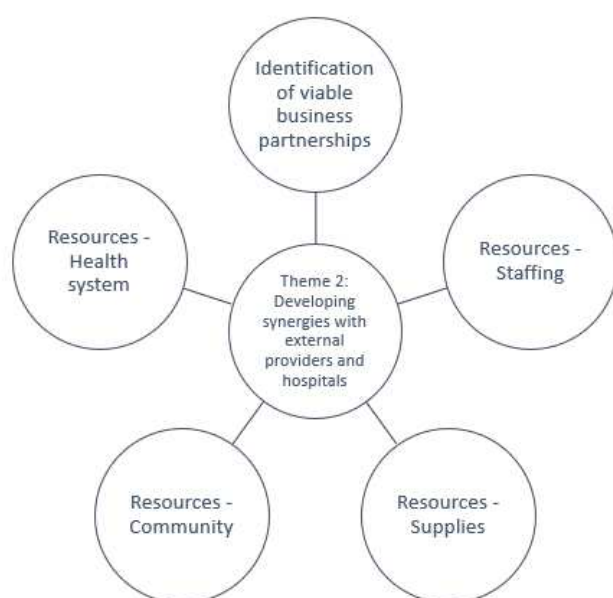 Identification
of viable
business
partnerships
Resources -
Health
system
Resources -
Staffing
Theme 2:
Developing
synergies with
external
providers and
hospitals
Resources -
Community
Resources -
Supplies